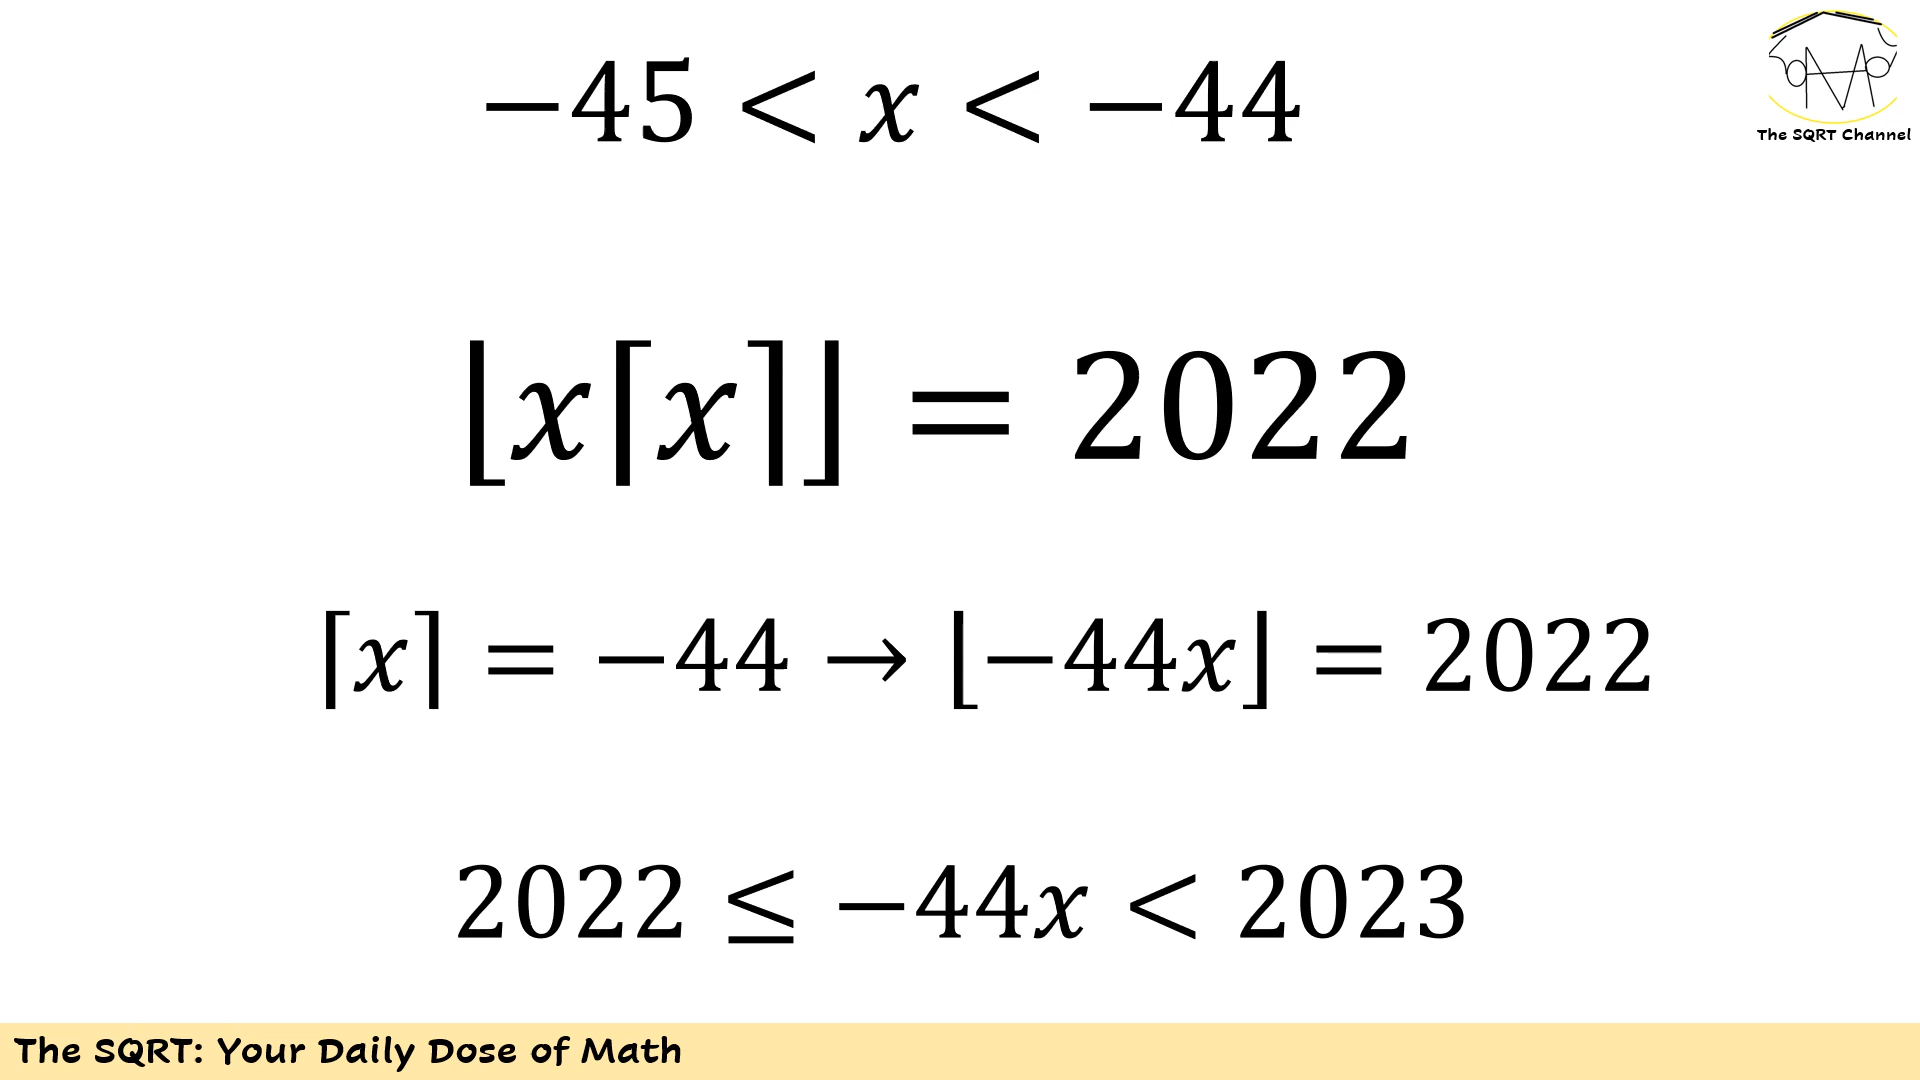 −45 < x < −44
The SQRT Channel
⌊x⌈x⌉⌋ = 2022
⌈x⌉ = −44 → ⌊−44x⌋ = 2022
2022 ≤ −44x < 2023
The SQRT: Your Daily Dose of Math